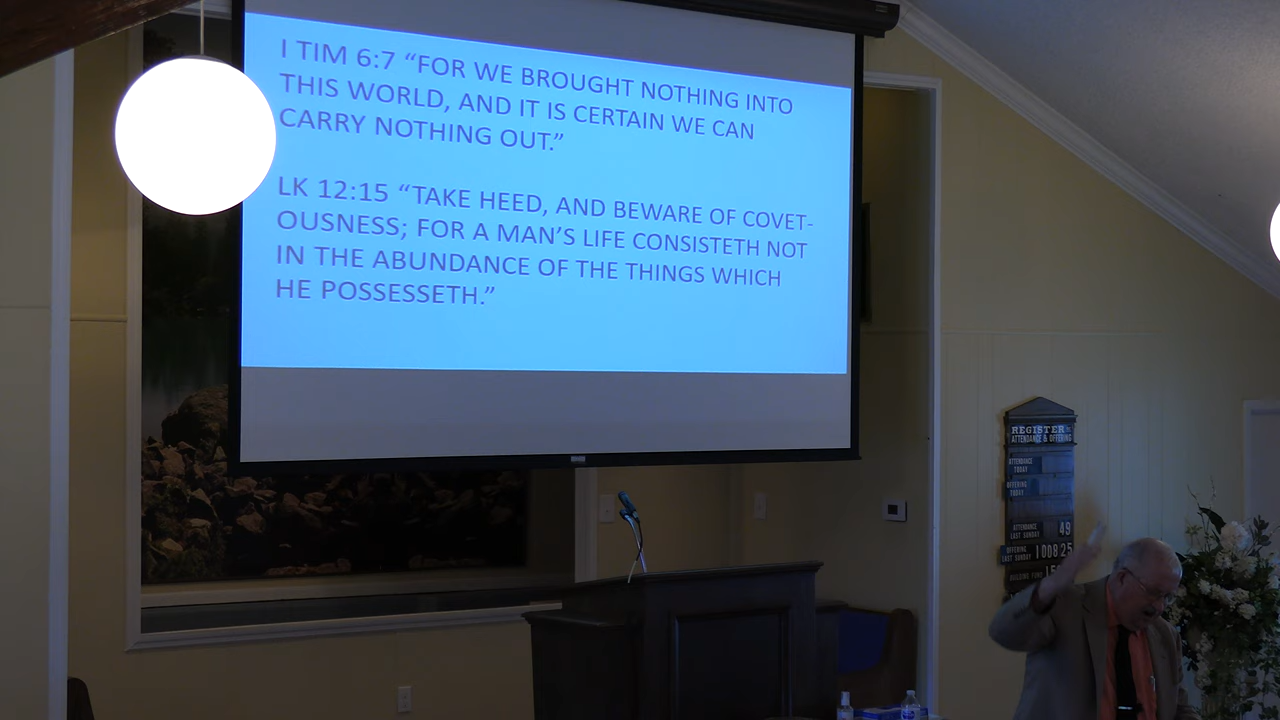 I TIM 6:7 “FOR WE BROUGHT NOTHING INTO
THIS WORLD, AND IT IS CERTAIN WE CAN
CARRY NOTHING OUT.”
LK 12:15 “TAKE HEED, AND BEWARE OF COVET-
OUSNESS; FOR A MAN’S LIFE CONSISTETH NOT
IN THE ABUNDANCE OF THE THINGS WHICH
HE POSSESSETH.”
REGISTER
ATTENDANCE & OFFERING
ATTENDANCE
TODAY
OFFERING
TODAY
ATTENDANCE
LAST SUNDAY 49
OFFERING
LAST SUNDAY 100825
BUILDING FUND